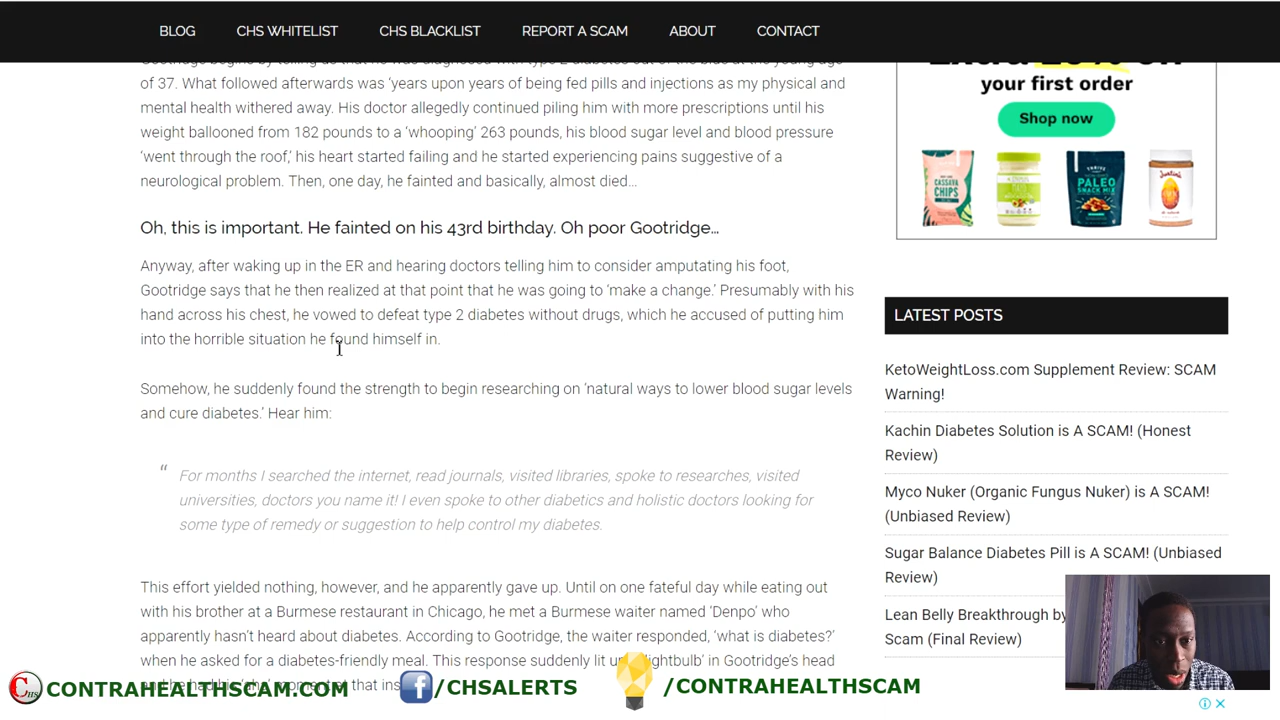 BLOG
CHS WHITELIST
CHS BLACKLIST
REPORT A SCAM
ABOUT
CONTACT
of 37. What followed afterwards was ‘years upon years of being fed pills and injections as my physical and
mental health withered away. His doctor allegedly continued piling him with more prescriptions until his
weight ballooned from 182 pounds to a ‘whooping’ 263 pounds, his blood sugar level and blood pressure
‘went through the roof,’ his heart started failing and he started experiencing pains suggestive of a
neurological problem. Then, one day, he fainted and basically, almost died...
Oh, this is important. He fainted on his 43rd birthday. Oh poor Gootridge...
Anyway, after waking up in the ER and hearing doctors telling him to consider amputating his foot,
Gootridge says that he then realized at that point that he was going to ‘make a change.’ Presumably with his
hand across his chest, he vowed to defeat type 2 diabetes without drugs, which he accused of putting him
into the horrible situation he found himself in.
Somehow, he suddenly found the strength to begin researching on ‘natural ways to lower blood sugar levels
and cure diabetes.’ Hear him:
“ For months I searched the internet, read journals, visited libraries, spoke to researches, visited
universities, doctors you name it! I even spoke to other diabetics and holistic doctors looking for
some type of remedy or suggestion to help control my diabetes.
This effort yielded nothing, however, and he apparently gave up. Until on one fateful day while eating out
with his brother at a Burmese restaurant in Chicago, he met a Burmese waiter named ‘Denpo’ who
apparently hasn’t heard about diabetes. According to Gootridge, the waiter responded, ‘what is diabetes?’
when he asked for a diabetes-friendly meal. This response suddenly lit lightbulb’ in Gootridge’s head
your first order
Shop now
CASSAVA
CHIPS
PALEO
SNACK MIX
LATEST POSTS
KetoWeightLoss.com Supplement Review: SCAM
Warning!
Kachin Diabetes Solution is A SCAM! (Honest
Review)
Myco Nuker (Organic Fungus Nuker) is A SCAM!
(Unbiased Review)
Sugar Balance Diabetes Pill is A SCAM! (Unbiased
Review)
Lean Belly Breakthrough by
Scam (Final Review)
CHS
CONTRAHEALTHSCAM.COM
/CHSALERTS
/CONTRAHEALTHSCAM